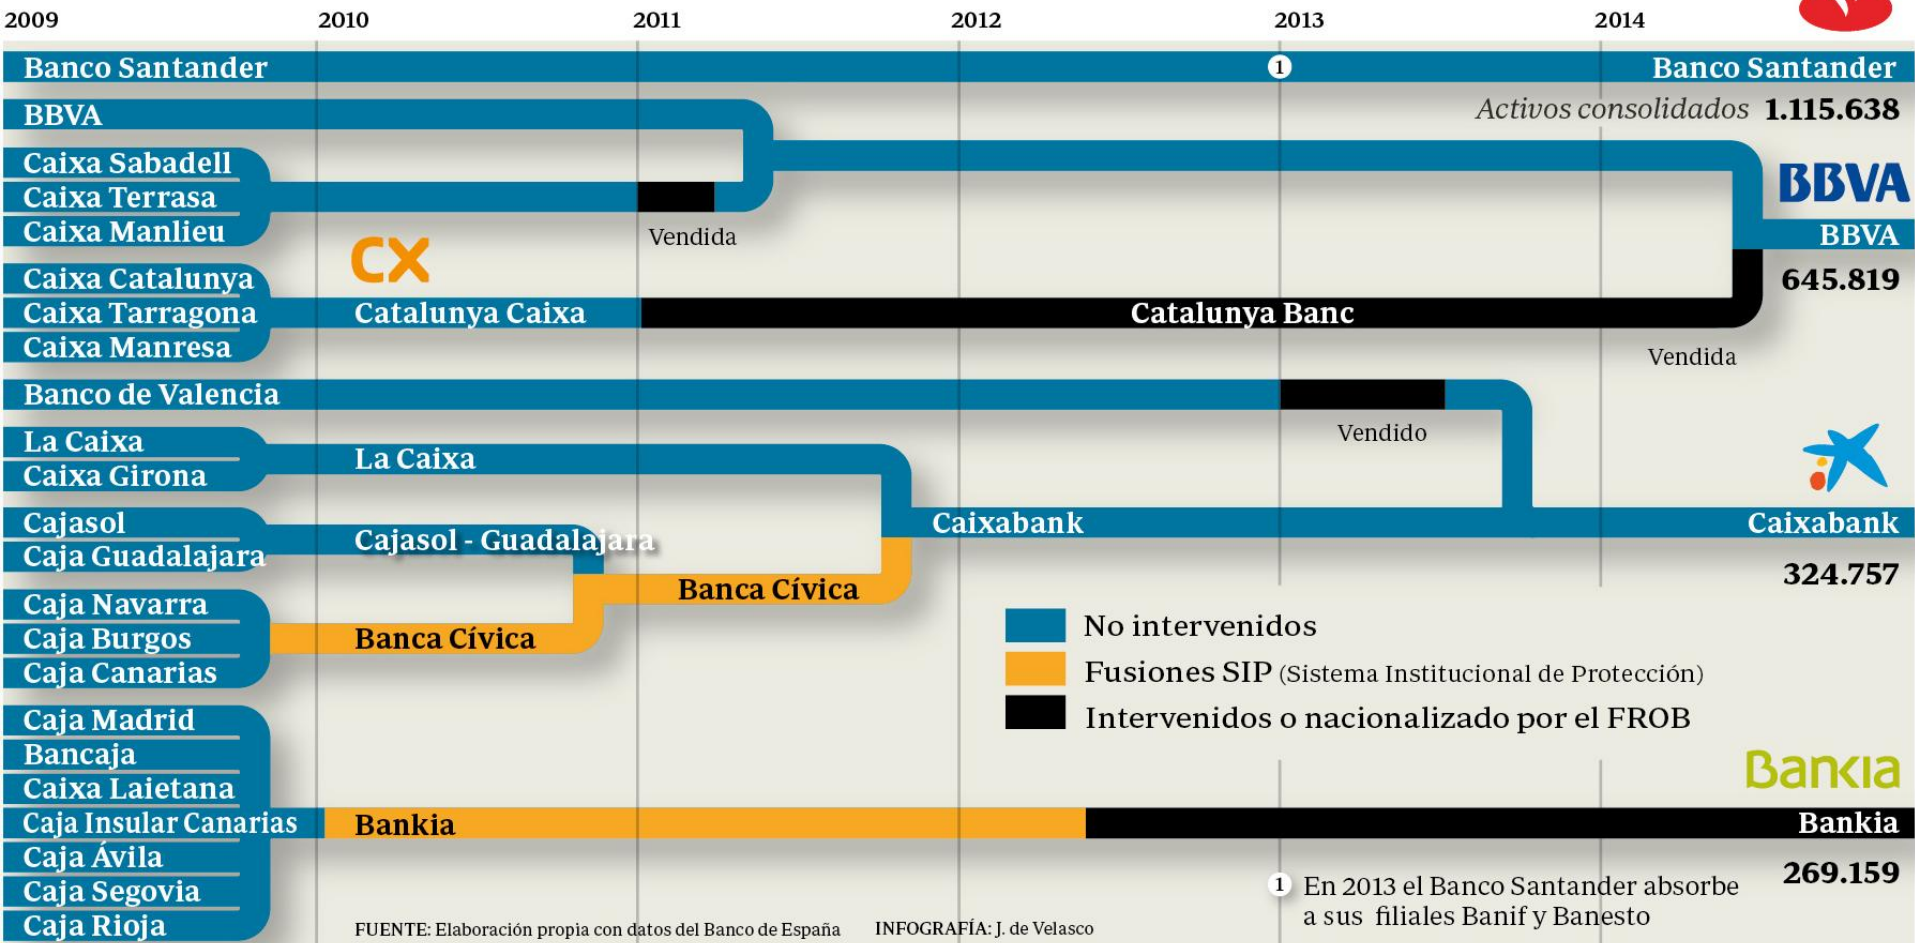 2009 2010 2011 2012 2013 2014
Banco Santander
1
Banco Santander
Activos consolidados 1.115.638
BBVA
Caixa Sabadell
Caixa Terrasa
Caixa Manlieu
Vendida
BBVA
BBVA
645.819
CX
Caixa Catalunya
Caixa Tarragona
Caixa Manresa
Catalunya Caixa
Catalunya Banc
Vendida
Banco de Valencia
Vendido
La Caixa
Caixa Girona
La Caixa
Cajasol
Caja Guadalajara
Cajasol - Guadalajara
Caixabank
Caixabank
324.757
Banca Cívica
Caja Navarra
Caja Burgos
Caja Canarias
Banca Cívica
No intervenidos
Fusiones SIP (Sistema Institucional de Protección)
Intervenidos o nacionalizado por el FROB
Caja Madrid
Bancaja
Caixa Laietana
Caja Insular Canarias
Caja Ávila
Caja Segovia
Caja Rioja
Bankia
Bankia
Bankia
269.159
1 En 2013 el Banco Santander absorbe
a sus filiales Banif y Banesto
FUENTE: Elaboración propia con datos del Banco de España INFOGRAFÍA: J. de Velasco